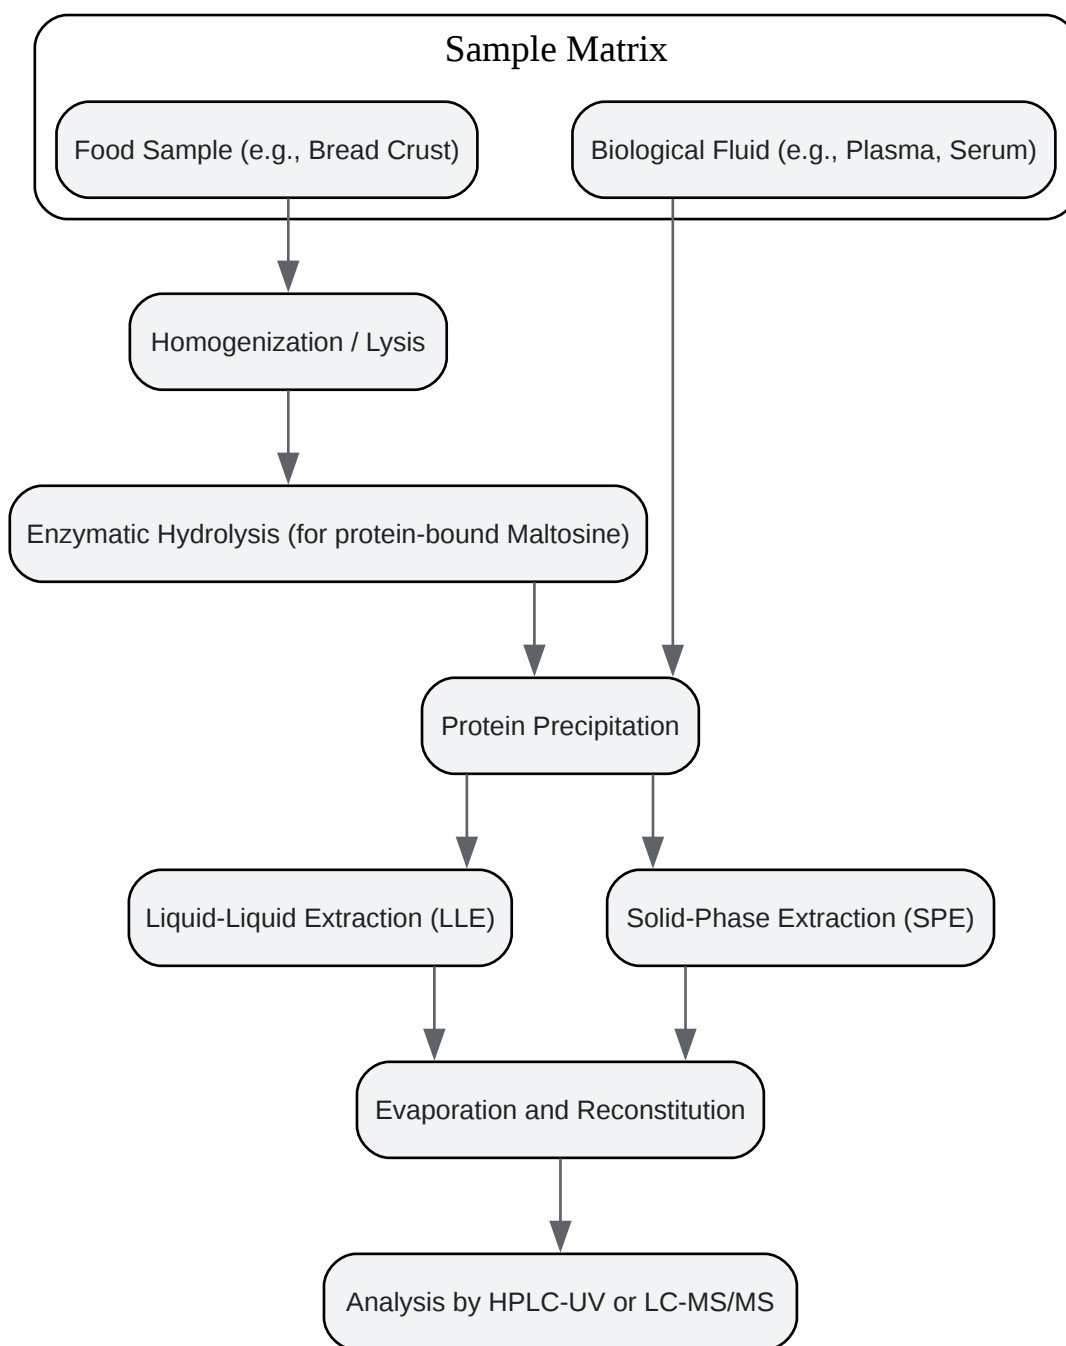 Sample Matrix
Food Sample (e.g., Bread Crust)
Biological Fluid (e.g., Plasma, Serum)
Homogenization / Lysis
Enzymatic Hydrolysis (for protein-bound Maltosine)
Protein Precipitation
Liquid-Liquid Extraction (LLE)
Solid-Phase Extraction (SPE)
Evaporation and Reconstitution
Analysis by HPLC-UV or LC-MS/MS